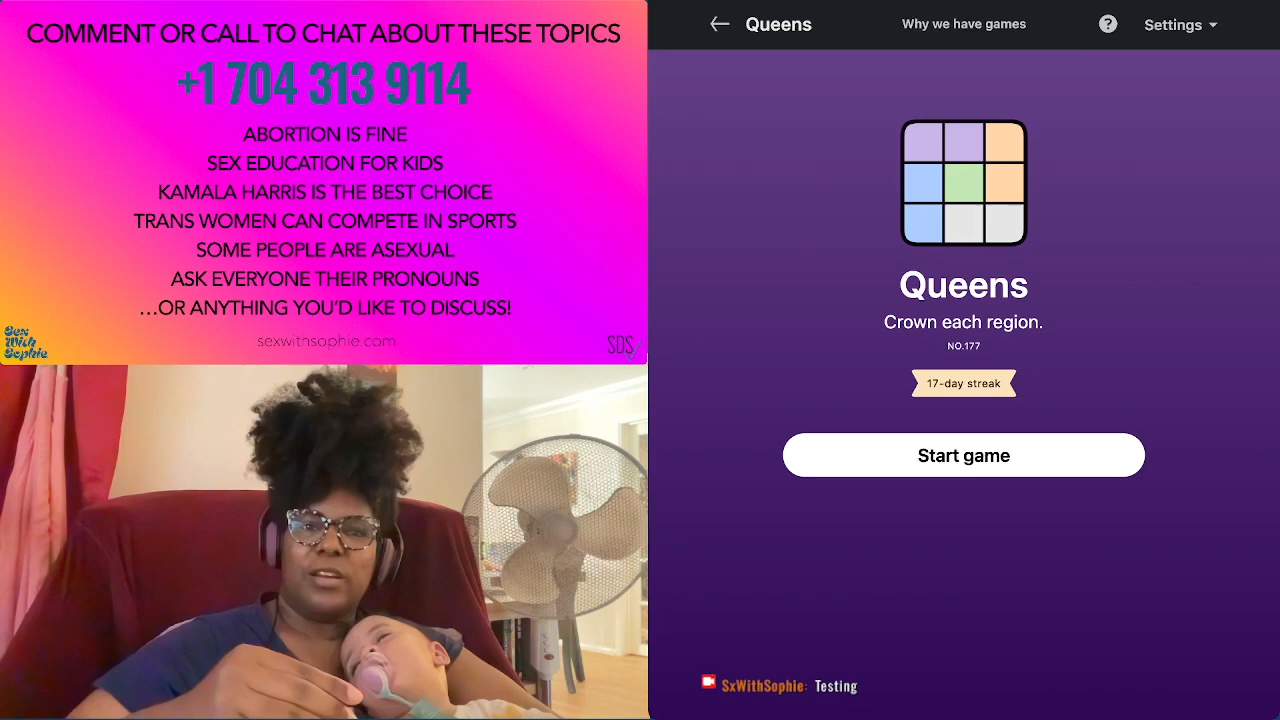 COMMENT OR CALL TO CHAT ABOUT THESE TOPICS
+1 704 313 9114
ABORTION IS FINE
SEX EDUCATION FOR KIDS
KAMALA HARRIS IS THE BEST CHOICE
TRANS WOMEN CAN COMPETE IN SPORTS
SOME PEOPLE ARE ASEXUAL
ASK EVERYONE THEIR PRONOUNS
...OR ANYTHING YOU'D LIKE TO DISCUSS!
sexwithsophie.com
Sex
With
Sophie
SDS
Queens
Why we have games
?
Settings
Queens
Crown each region.
NO.177
17-day streak
Start game
SxWithSophie: Testing